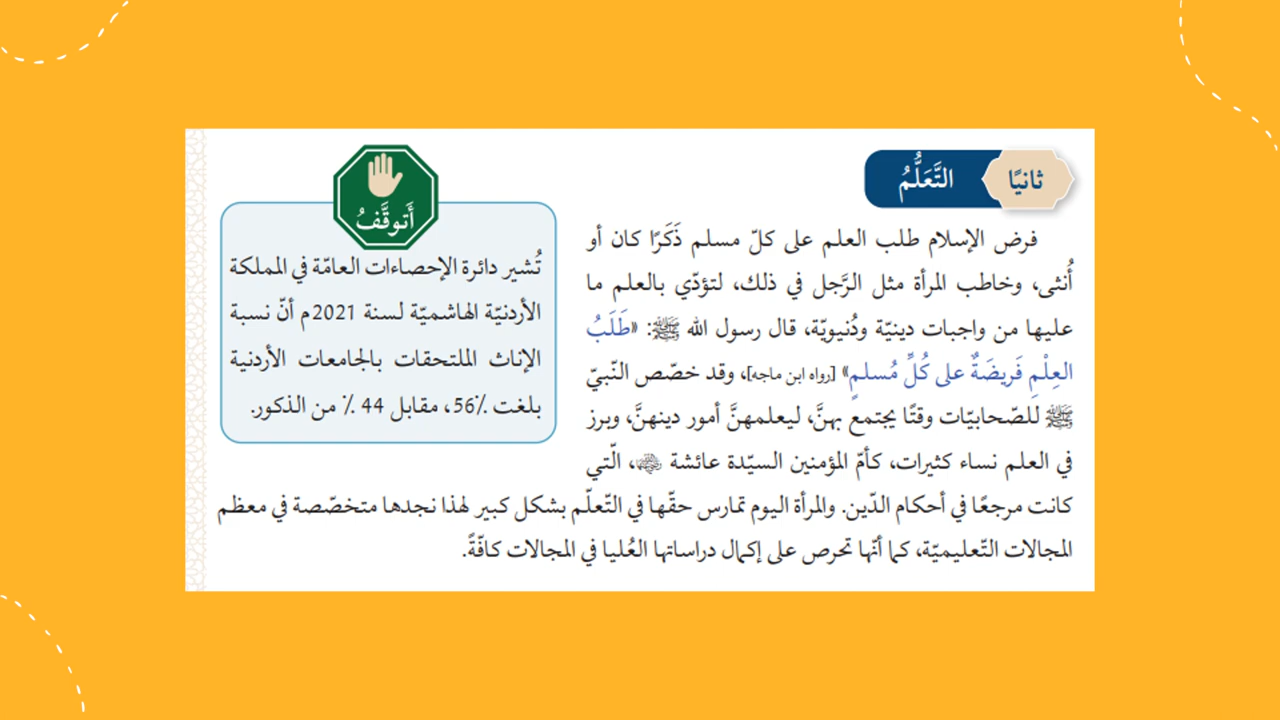 ثانيًا التَّعَلُّمُ
فرض الإسلام طلب العلم على كلّ مسلم ذَكَرًا كان أو
أُنثى، وخاطب المرأة مثل الرَّجل في ذلك، لتؤدّي بالعلم ما
عليها من واجبات دينيّة ودُنيويّة، قال رسول الله ﷺ: «طَلَبُ
العِلْمِ فَريضَةٌ على كُلِّ مُسلمٍ» [رواه ابن ماجه]، وقد خصّص النّبيّ
ﷺ للصّحابيّات وقتًا يجتمع بهنَّ، ليعلمهنَّ أمور دينهنَّ، وبرز
في العلم نساء كثيرات، كأمّ المؤمنين السيّدة عائشة رضي الله عنها، الّتي
كانت مرجعًا في أحكام الدّين. والمرأة اليوم تمارس حقّها في التّعلّم بشكل كبير لهذا نجدها متخصّصة في معظم
المجالات التّعليميّة، كما أنّها تحرص على إكمال دراساتها العُليا في المجالات كافّةً.
أَتوقَّفُ
تُشير دائرة الإحصاءات العامّة في المملكة
الأردنيّة الهاشميّة لسنة 2021م أنّ نسبة
الإناث الملتحقات بالجامعات الأردنية
بلغت 56٪، مقابل 44 ٪ من الذكور.